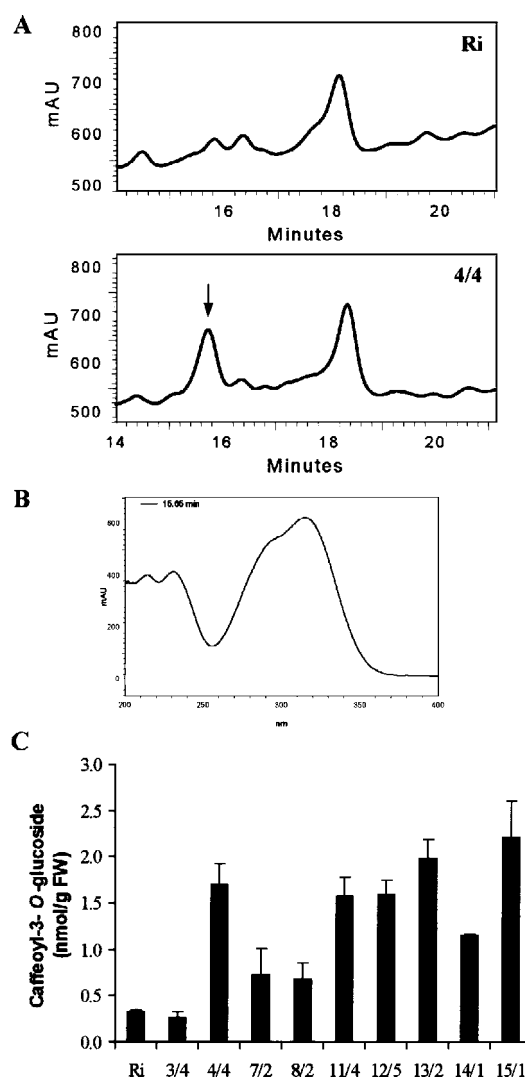 A
Ri
800
700
600
500
mAU
16
18
20
Minutes
4/4
800
700
600
500
mAU
14
16
18
20
Minutes
B
15.65 min
600
400
200
0
mAU
200
250
300
350
400
nm
C
Caffeoyl-3-O-glucoside
(nmol/g FW)
3.0
2.5
2.0
1.5
1.0
0.5
0.0
Ri 3/4 4/4 7/2 8/2 11/4 12/5 13/2 14/1 15/1